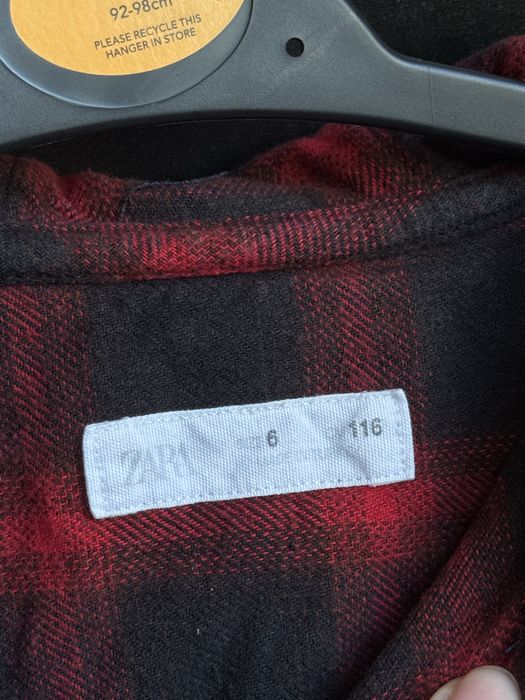 92-98cm
PLEASE RECYCLE THIS
HANGER IN STORE
ZARA 6 116